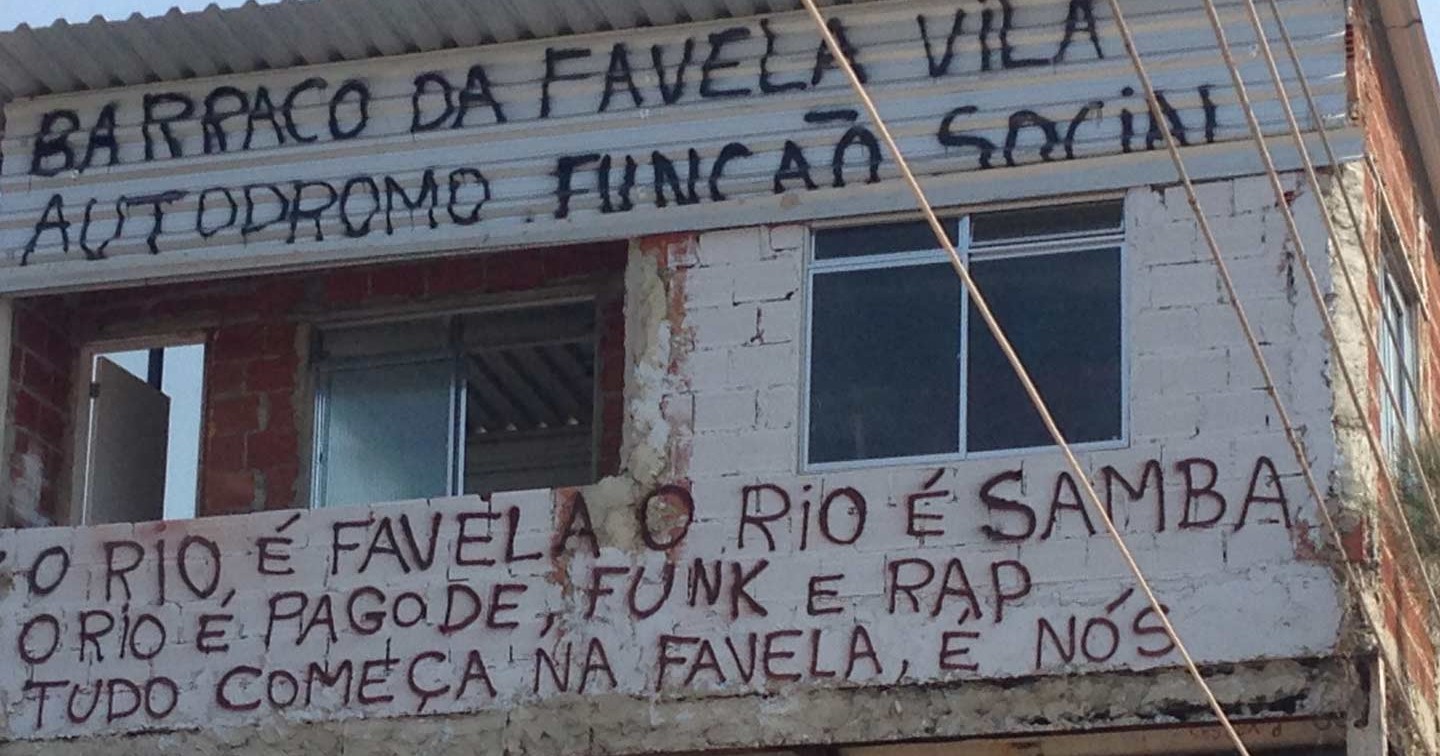 BARRACO DA FAVELA VILA
AUTODROMO FUNCAÕ SOCIAL
O RIO, É FAVELA O RIO É SAMBA
O RIO É PAGODE, FUNK E RAP
TUDO COMEÇA NA FAVELA, É NÓS